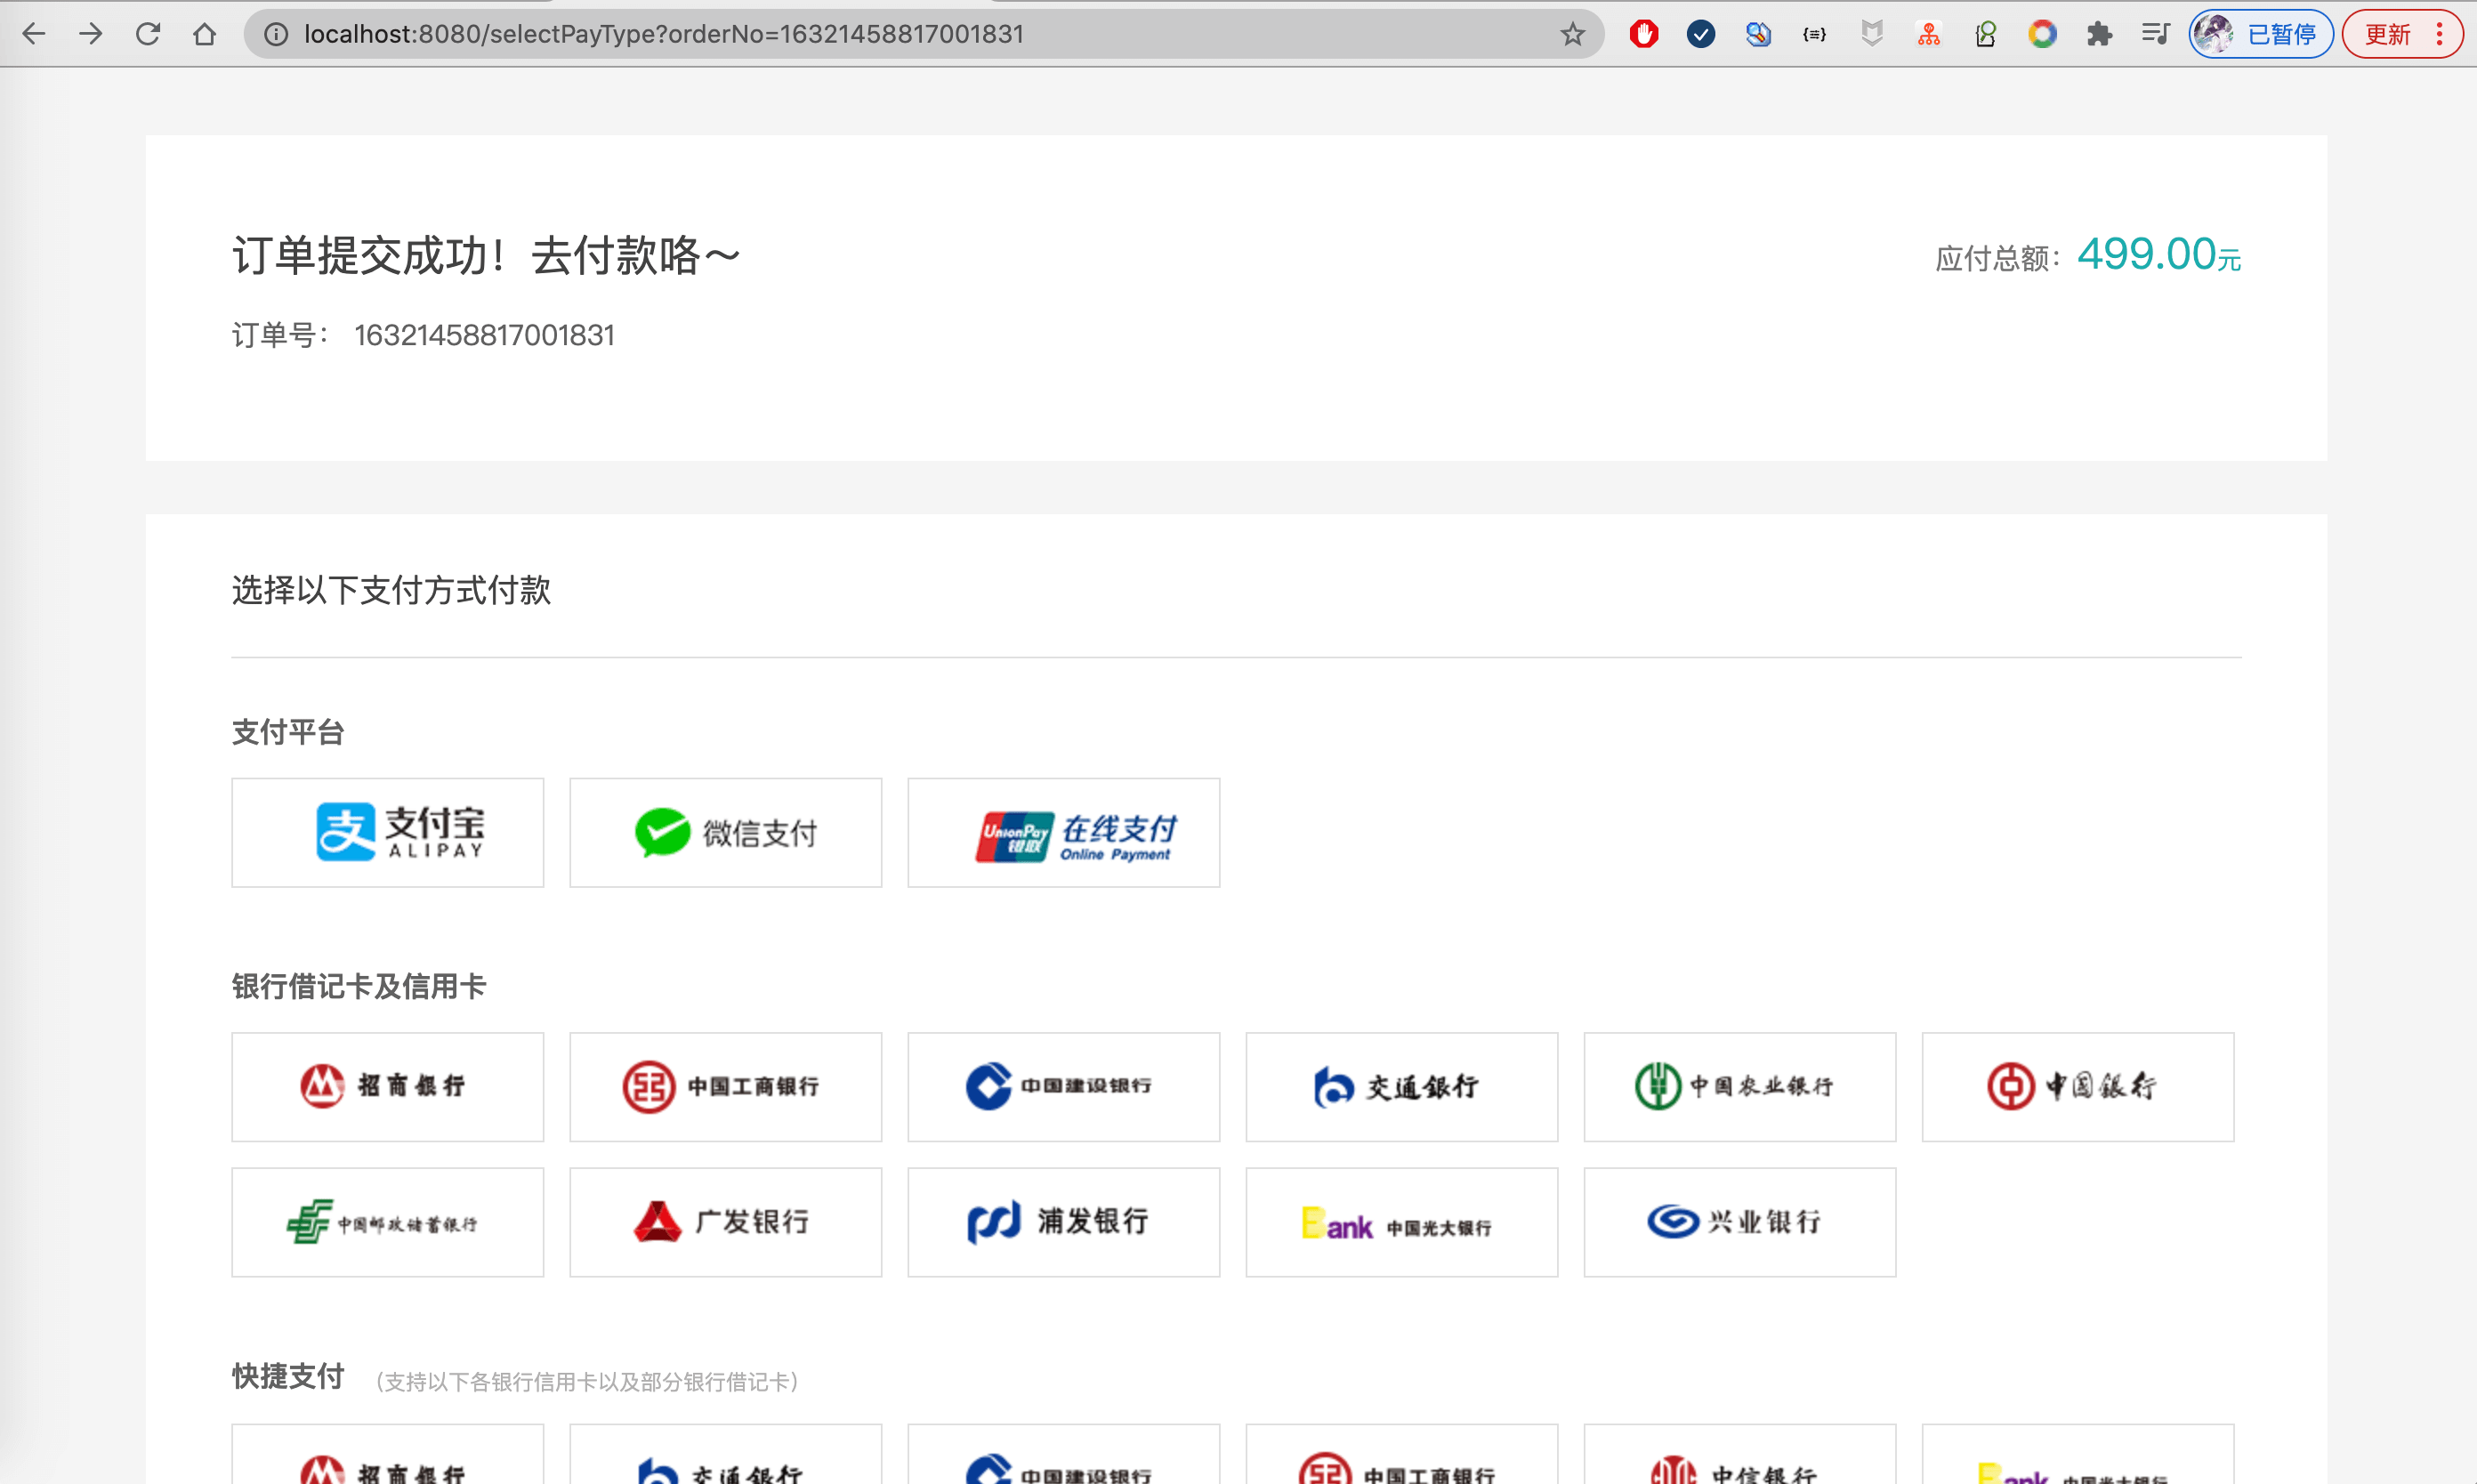 localhost:8080/selectPayType?orderNo=16321458817001831
已暂停
更新
订单提交成功！去付款咯～
应付总额：499.00元
订单号： 16321458817001831
选择以下支付方式付款
支付平台
支付宝
ALIPAY
微信支付
UnionPay
银联
在线支付
Online Payment
银行借记卡及信用卡
招商银行
中国工商银行
中国建设银行
交通銀行
中国农业银行
中国银行
中国邮政储蓄银行
广发银行
浦发银行
Bank 中国光大银行
兴业银行
快捷支付 （支持以下各银行信用卡以及部分银行借记卡）
招商银行
交通銀行
中国建设银行
中国工商银行
中信银行
Bank 中国光大银行